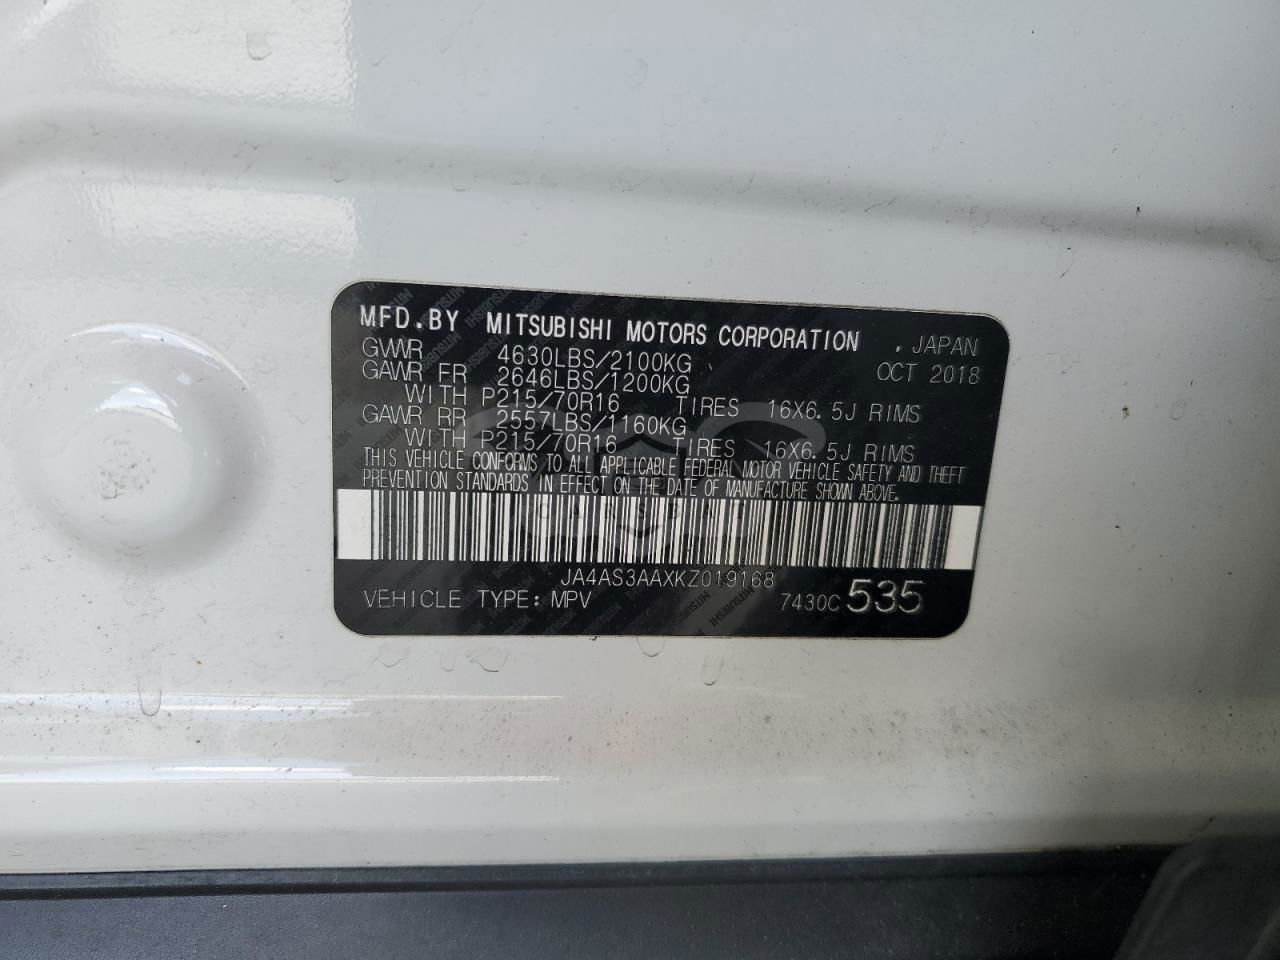 MFD.BY MITSUBISHI MOTORS CORPORATION . JAPAN
GVWR 4630LBS/2100KG OCT 2018
GAWR FR 2646LBS/1200KG
WITH P215/70R16 TIRES 16X6.5J RIMS
GAWR RR 2557LBS/1160KG
WITH P215/70R16 TIRES 16X6.5J RIMS
THIS VEHICLE CONFORMS TO ALL APPLICABLE FEDERAL MOTOR VEHICLE SAFETY AND THEFT
PREVENTION STANDARDS IN EFFECT ON THE DATE OF MANUFACTURE SHOWN ABOVE.
JA4AS3AAXKZ019168
VEHICLE TYPE: MPV 7430C 535